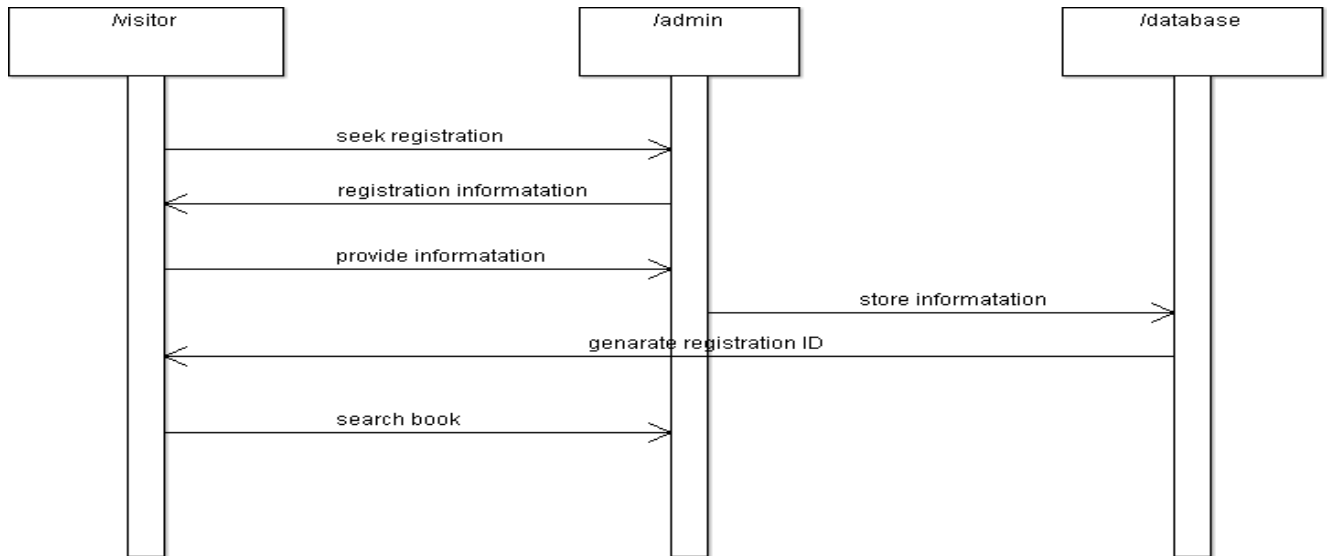 /visitor
/admin
/database
seek registration
registration informatation
provide informatation
store informatation
genarate registration ID
search book